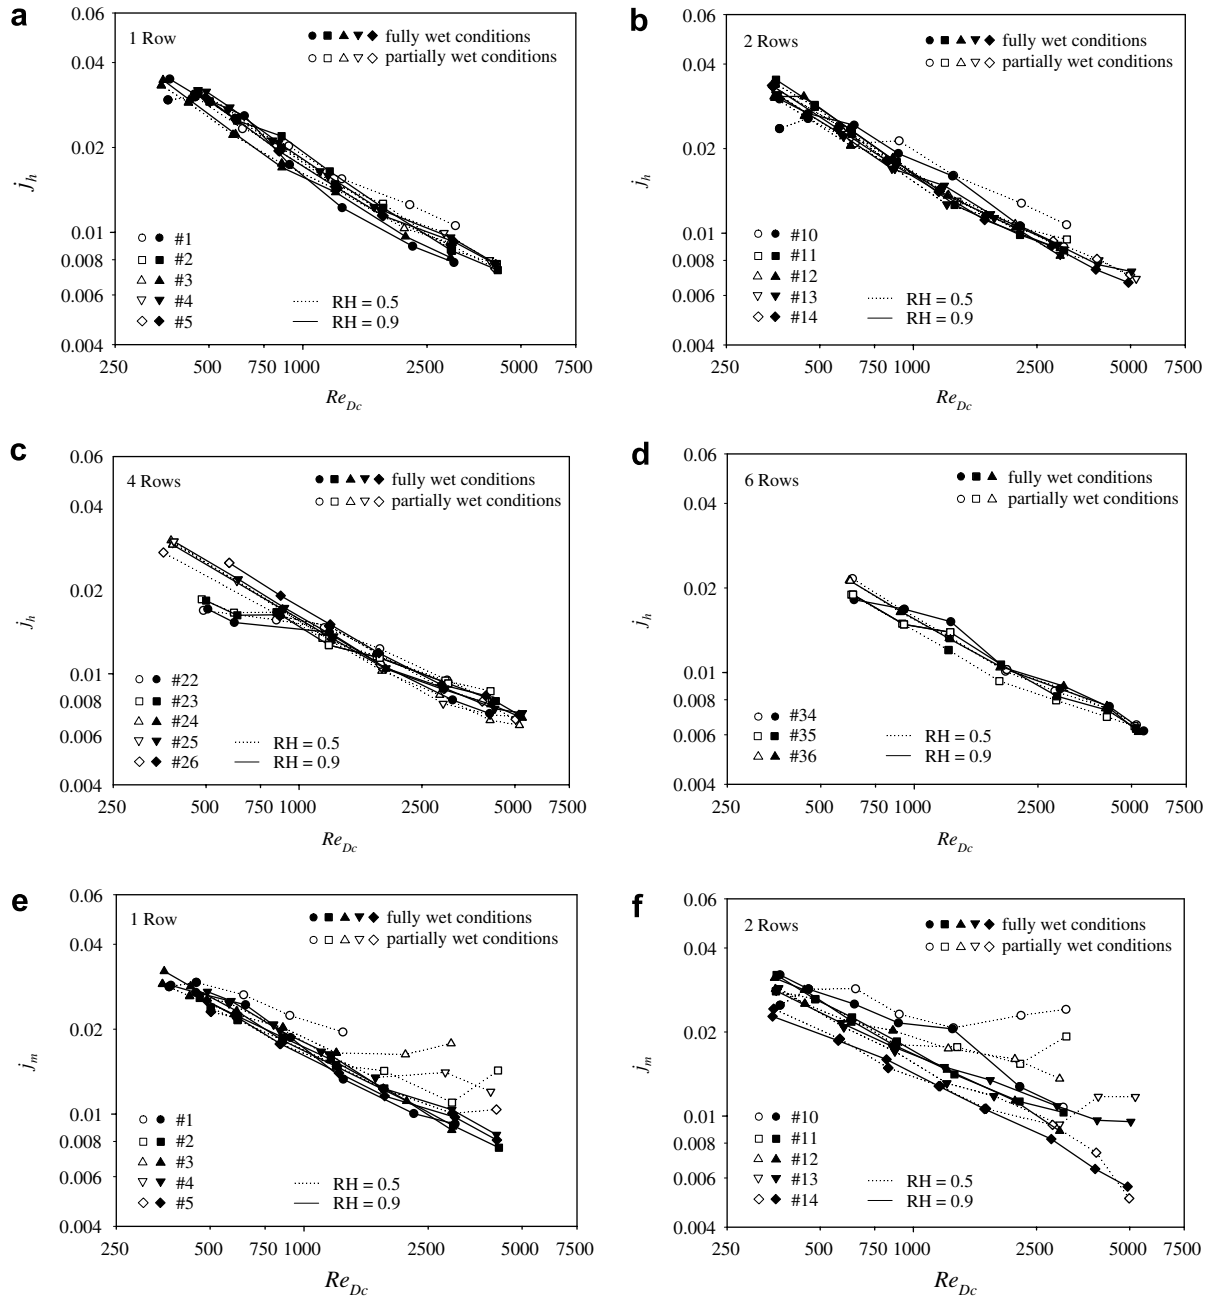 a
0.06
0.04
0.02
0.01
0.008
0.006
0.004
1 Row
fully wet conditions
partially wet conditions
#1
#2
#3
#4
#5
RH = 0.5
RH = 0.9
250 500 750 1000 2500 5000 7500
j_h
Re_Dc
b
0.06
0.04
0.02
0.01
0.008
0.006
0.004
2 Rows
fully wet conditions
partially wet conditions
#10
#11
#12
#13
#14
RH = 0.5
RH = 0.9
250 500 750 1000 2500 5000 7500
j_h
Re_Dc
c
0.06
0.04
0.02
0.01
0.008
0.006
0.004
4 Rows
fully wet conditions
partially wet conditions
#22
#23
#24
#25
#26
RH = 0.5
RH = 0.9
250 500 750 1000 2500 5000 7500
j_h
Re_Dc
d
0.06
0.04
0.02
0.01
0.008
0.006
0.004
6 Rows
fully wet conditions
partially wet conditions
#34
#35
#36
RH = 0.5
RH = 0.9
250 500 750 1000 2500 5000 7500
j_h
Re_Dc
e
0.06
0.04
0.02
0.01
0.008
0.006
0.004
1 Row
fully wet conditions
partially wet conditions
#1
#2
#3
#4
#5
RH = 0.5
RH = 0.9
250 500 750 1000 2500 5000 7500
j_m
Re_Dc
f
0.06
0.04
0.02
0.01
0.008
0.006
0.004
2 Rows
fully wet conditions
partially wet conditions
#10
#11
#12
#13
#14
RH = 0.5
RH = 0.9
250 500 750 1000 2500 5000 7500
j_m
Re_Dc